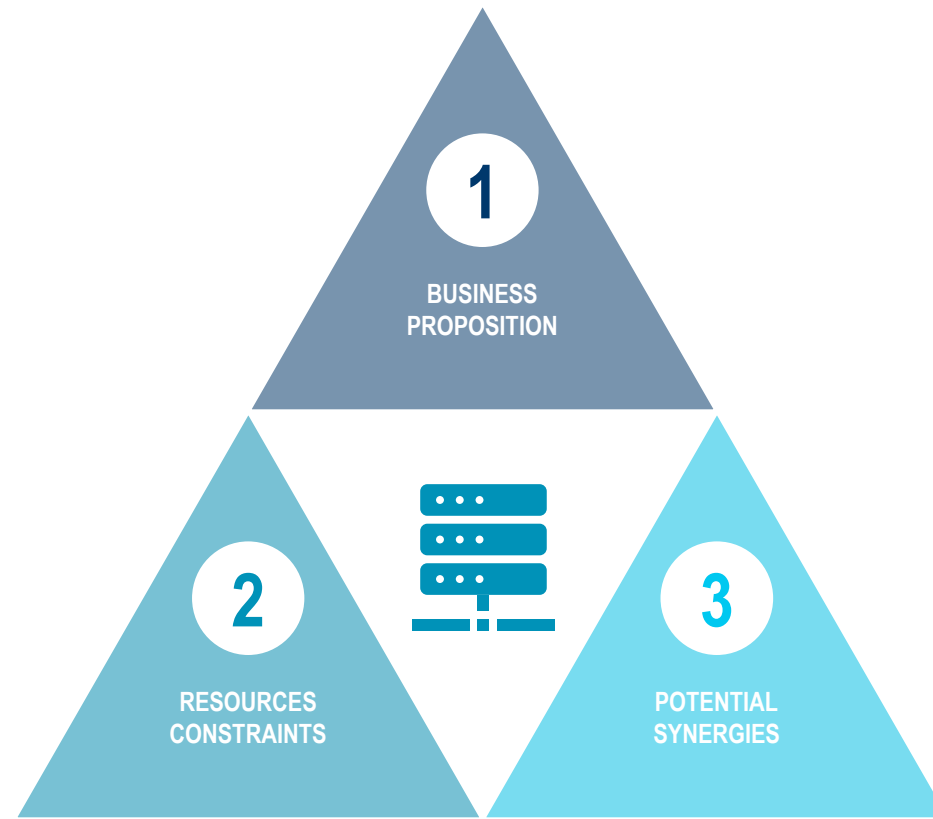 1
BUSINESS
PROPOSITION
2
RESOURCES
CONSTRAINTS
3
POTENTIAL
SYNERGIES